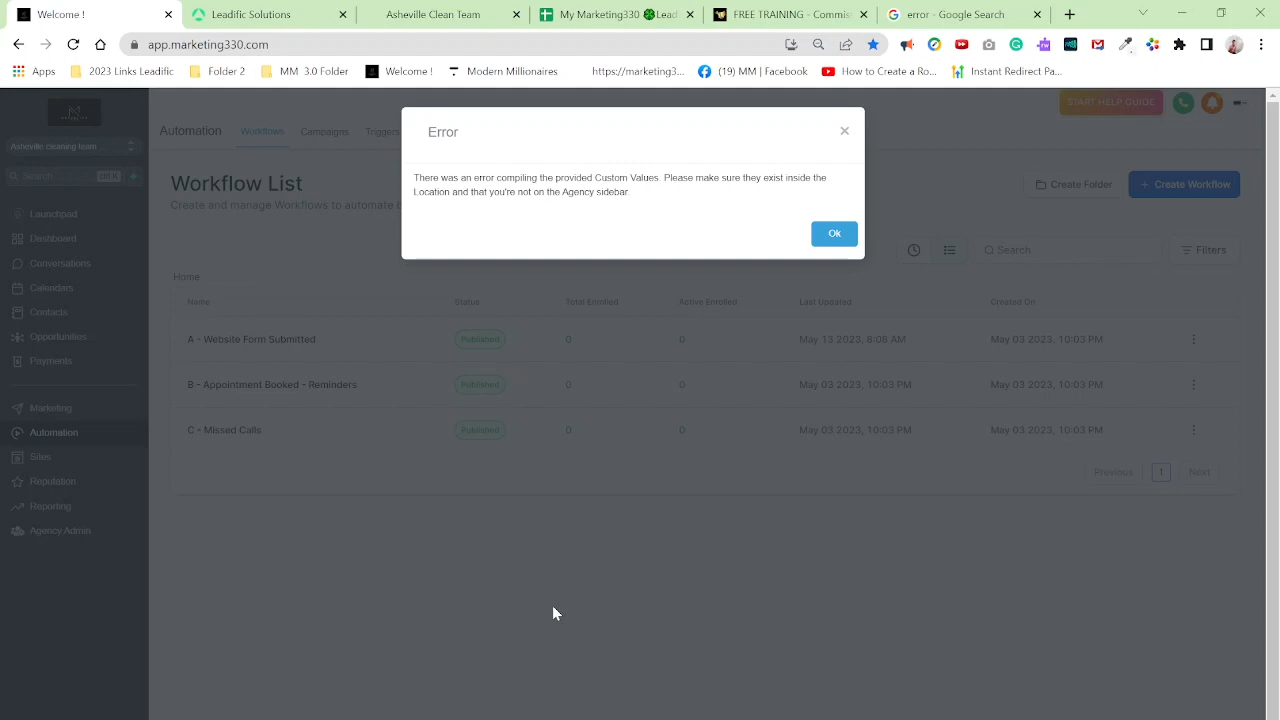 Welcome !
Asheville Cleaning Solutions
Asheville Clean Team
My Marketing330 🍀Leads
FREE TRAINING - Commis
error - Google Search
app.marketing330.com
Apps
2023 Link Leadific
Folder 2
MM 3.0 Folder
Welcome !
Modern Millionaires
https://marketing3...
(19) MM | Facebook
How to Create a Ro...
Instant Redirect Pa...
START HELP GUIDE
Automation
Workflows
Campaigns
Triggers
Error
There was an error compiling the provided Custom Values. Please make sure they exist inside the
Location and that you're not on the Agency sidebar.
Ok
Asheville cleaning team ...
Search
ctrl K
Launchpad
Dashboard
Conversations
Calendars
Contacts
Opportunities
Payments
Marketing
Automation
Sites
Reputation
Reporting
Agency Admin
Workflow List
Create and manage Workflows to automate
Create Folder
+ Create Workflow
Search
Filters
Home
Name Status Total Enrolled Active Enrolled Last Updated Created On
A - Website Form Submitted Published 0 0 May 13 2023, 8:08 AM May 03 2023, 10:03 PM
B - Appointment Booked - Reminders Published 0 0 May 03 2023, 10:03 PM May 03 2023, 10:03 PM
C - Missed Calls Published 0 0 May 03 2023, 10:03 PM May 03 2023, 10:03 PM
Previous 1 Next